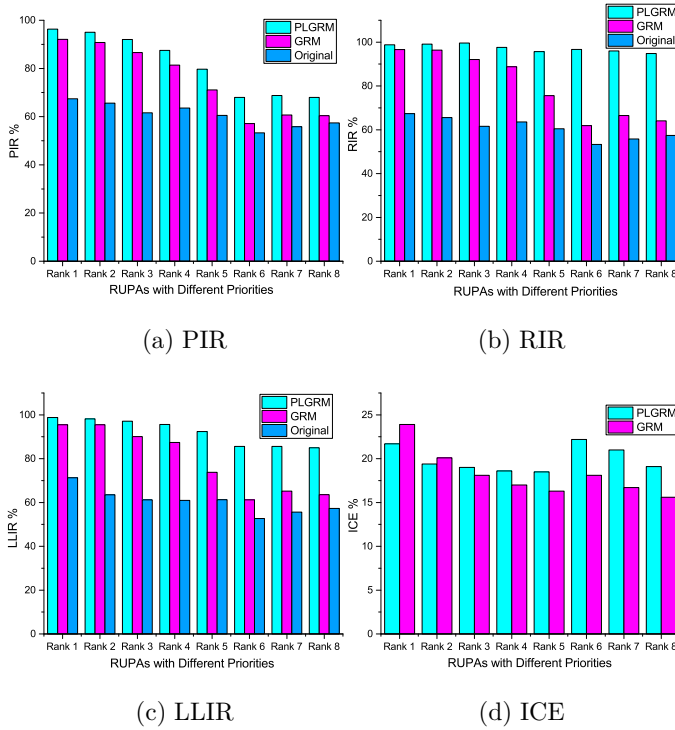 PLGRM
GRM
Original
100
80
60
40
20
0
PIR %
Rank 1 Rank 2 Rank 3 Rank 4 Rank 5 Rank 6 Rank 7 Rank 8
RUPAs with Different Priorities
(a) PIR
PLGRM
GRM
Original
100
80
60
40
20
0
RIR %
Rank 1 Rank 2 Rank 3 Rank 4 Rank 5 Rank 6 Rank 7 Rank 8
RUPAs with Different Priorities
(b) RIR
PLGRM
GRM
Original
100
80
60
40
20
0
LLIR %
Rank 1 Rank 2 Rank 3 Rank 4 Rank 5 Rank 6 Rank 7 Rank 8
RUPAs with Different Priorities
(c) LLIR
PLGRM
GRM
25
20
15
10
5
0
ICE %
Rank 1 Rank 2 Rank 3 Rank 4 Rank 5 Rank 6 Rank 7 Rank 8
RUPAs with Different Priorities
(d) ICE